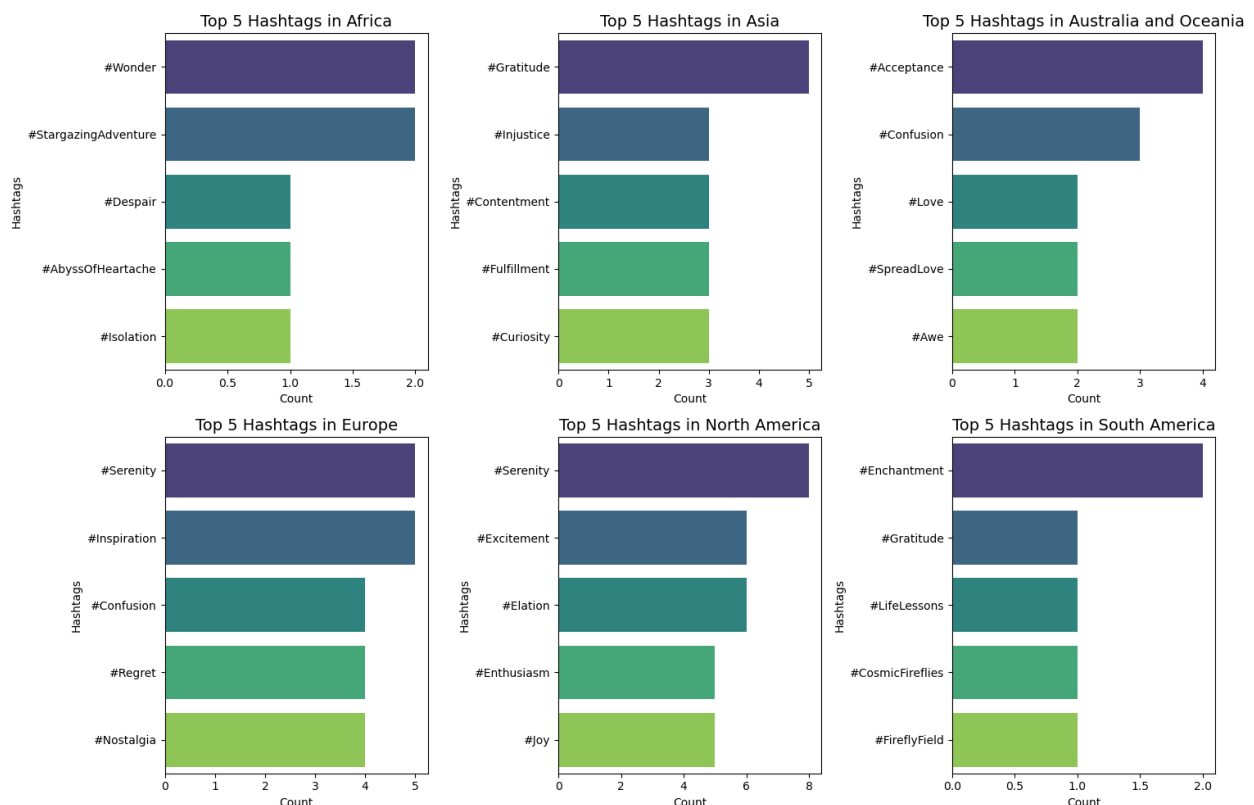 Top 5 Hashtags in Africa
Hashtags
#Wonder
#StargazingAdventure
#Despair
#AbyssOfHeartache
#Isolation
0.0 0.5 1.0 1.5 2.0
Count
Top 5 Hashtags in Asia
Hashtags
#Gratitude
#Injustice
#Contentment
#Fulfillment
#Curiosity
0 1 2 3 4 5
Count
Top 5 Hashtags in Australia and Oceania
Hashtags
#Acceptance
#Confusion
#Love
#SpreadLove
#Awe
0 1 2 3 4
Count
Top 5 Hashtags in Europe
Hashtags
#Serenity
#Inspiration
#Confusion
#Regret
#Nostalgia
0 1 2 3 4 5
Count
Top 5 Hashtags in North America
Hashtags
#Serenity
#Excitement
#Elation
#Enthusiasm
#Joy
0 2 4 6 8
Count
Top 5 Hashtags in South America
Hashtags
#Enchantment
#Gratitude
#LifeLessons
#CosmicFireflies
#FireflyField
0.0 0.5 1.0 1.5 2.0
Count